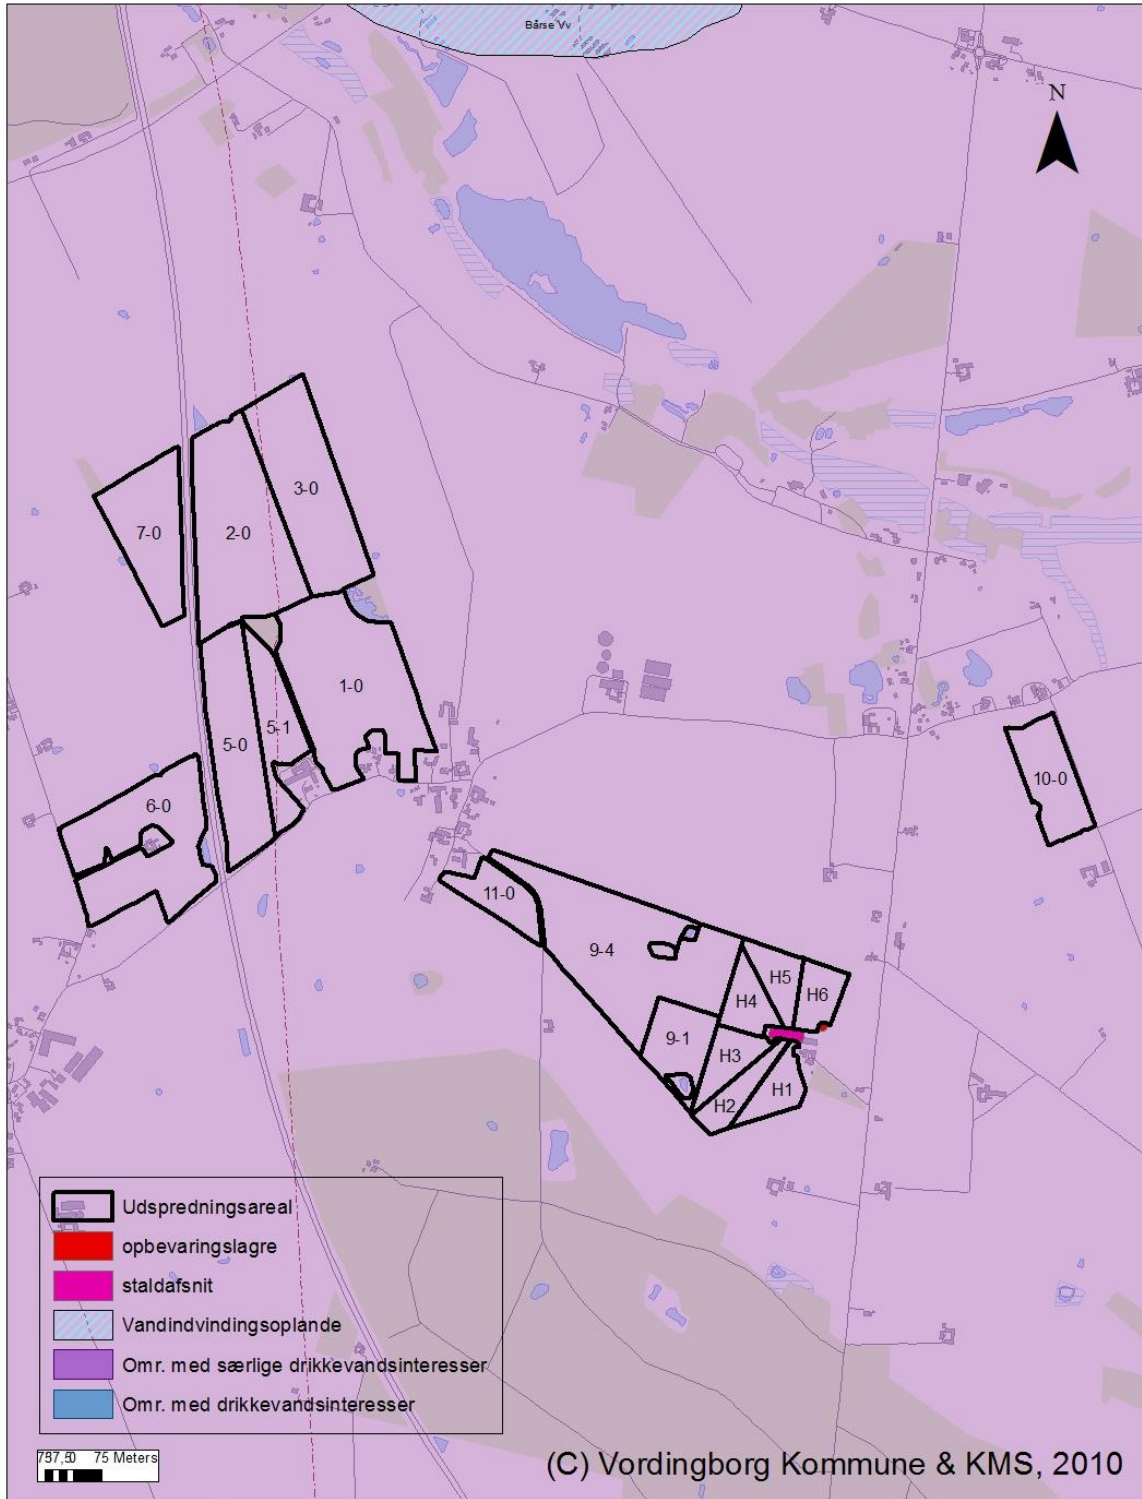 Bårse Vv
N
3-0
7-0
2-0
1-0
5-1
5-0
6-0
10-0
11-0
9-4
H5
H6
H4
9-1
H3
H1
H2
Udspredningsareal
opbevaringslagre
staldafsnit
Vandindvindingsoplande
Omr. med særlige drikkevandsinteresser
Omr. med drikkevandsinteresser
75 Meters
(C) Vordingborg Kommune & KMS, 2010